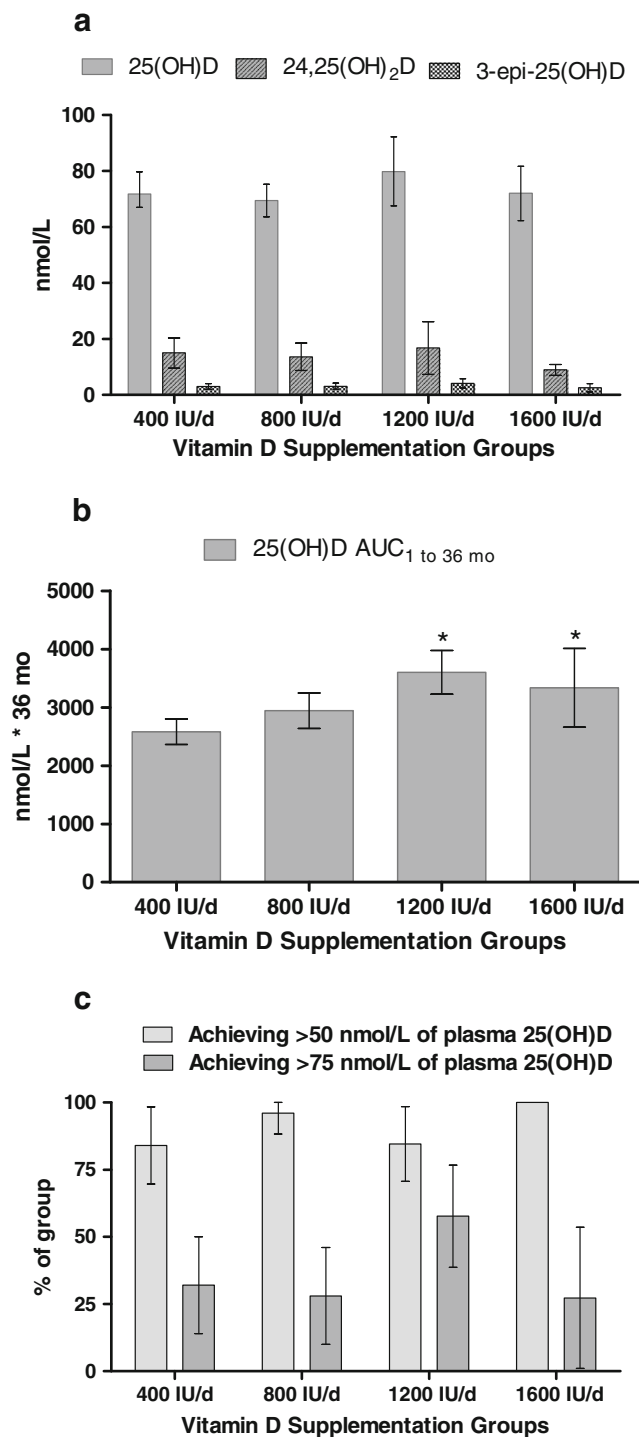 a
25(OH)D 24,25(OH)₂D 3-epi-25(OH)D
100
80
60
40
20
0
nmol/L
400 IU/d 800 IU/d 1200 IU/d 1600 IU/d
Vitamin D Supplementation Groups
b
25(OH)D AUC₁ to 36 mo
5000
4000
3000
2000
1000
0
nmol/L * 36 mo
* *
400 IU/d 800 IU/d 1200 IU/d 1600 IU/d
Vitamin D Supplementation Groups
c
Achieving >50 nmol/L of plasma 25(OH)D
Achieving >75 nmol/L of plasma 25(OH)D
100
75
50
25
0
% of group
400 IU/d 800 IU/d 1200 IU/d 1600 IU/d
Vitamin D Supplementation Groups